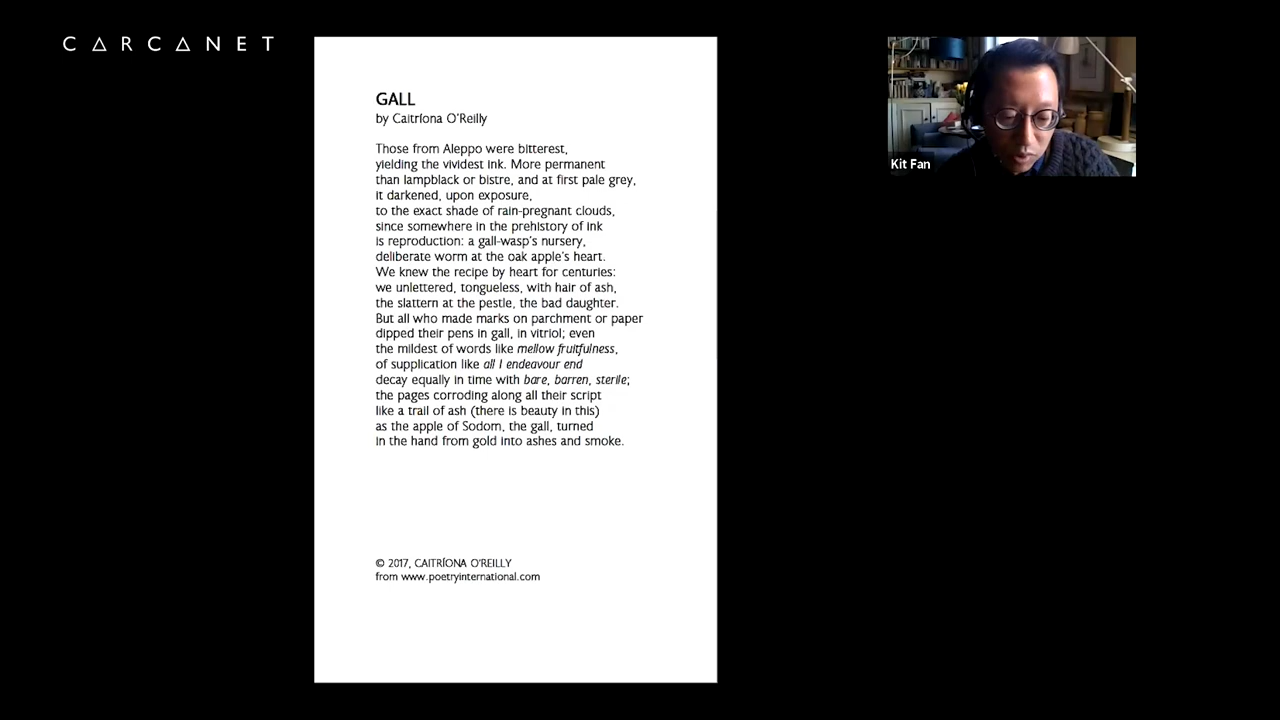 CARCANET
GALL
by Caitríona O'Reilly
Those from Aleppo were bitterest,
yielding the vividest ink. More permanent
than lampblack or bistre, and at first pale grey,
it darkened, upon exposure,
to the exact shade of rain-pregnant clouds,
since somewhere in the prehistory of ink
is reproduction: a gall-wasp's nursery,
deliberate worm at the oak apple's heart.
We knew the recipe by heart for centuries:
we unlettered, tongueless, with hair of ash,
the slattern at the pestle, the bad daughter.
But all who made marks on parchment or paper
dipped their pens in gall, in vitriol; even
the mildest of words like mellow fruitfulness,
of supplication like all I endeavour end
decay equally in time with bare, barren, sterile;
the pages corroding along all their script
like a trail of ash (there is beauty in this)
as the apple of Sodom, the gall, turned
in the hand from gold into ashes and smoke.
© 2017, CAITRÍONA O'REILLY
from www.poetryinternational.com
Kit Fan